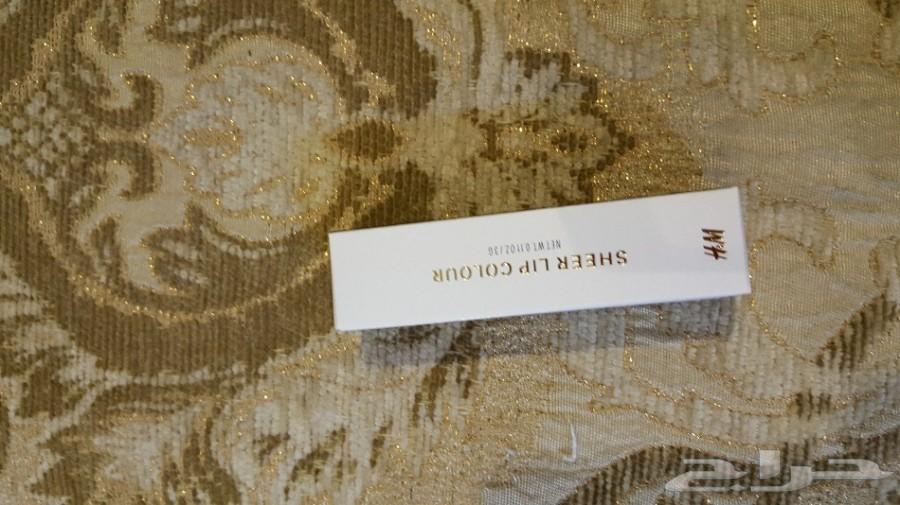 H&M
SHEER LIP COLOUR
NET WT. 0.11 OZ / 3G
حراج